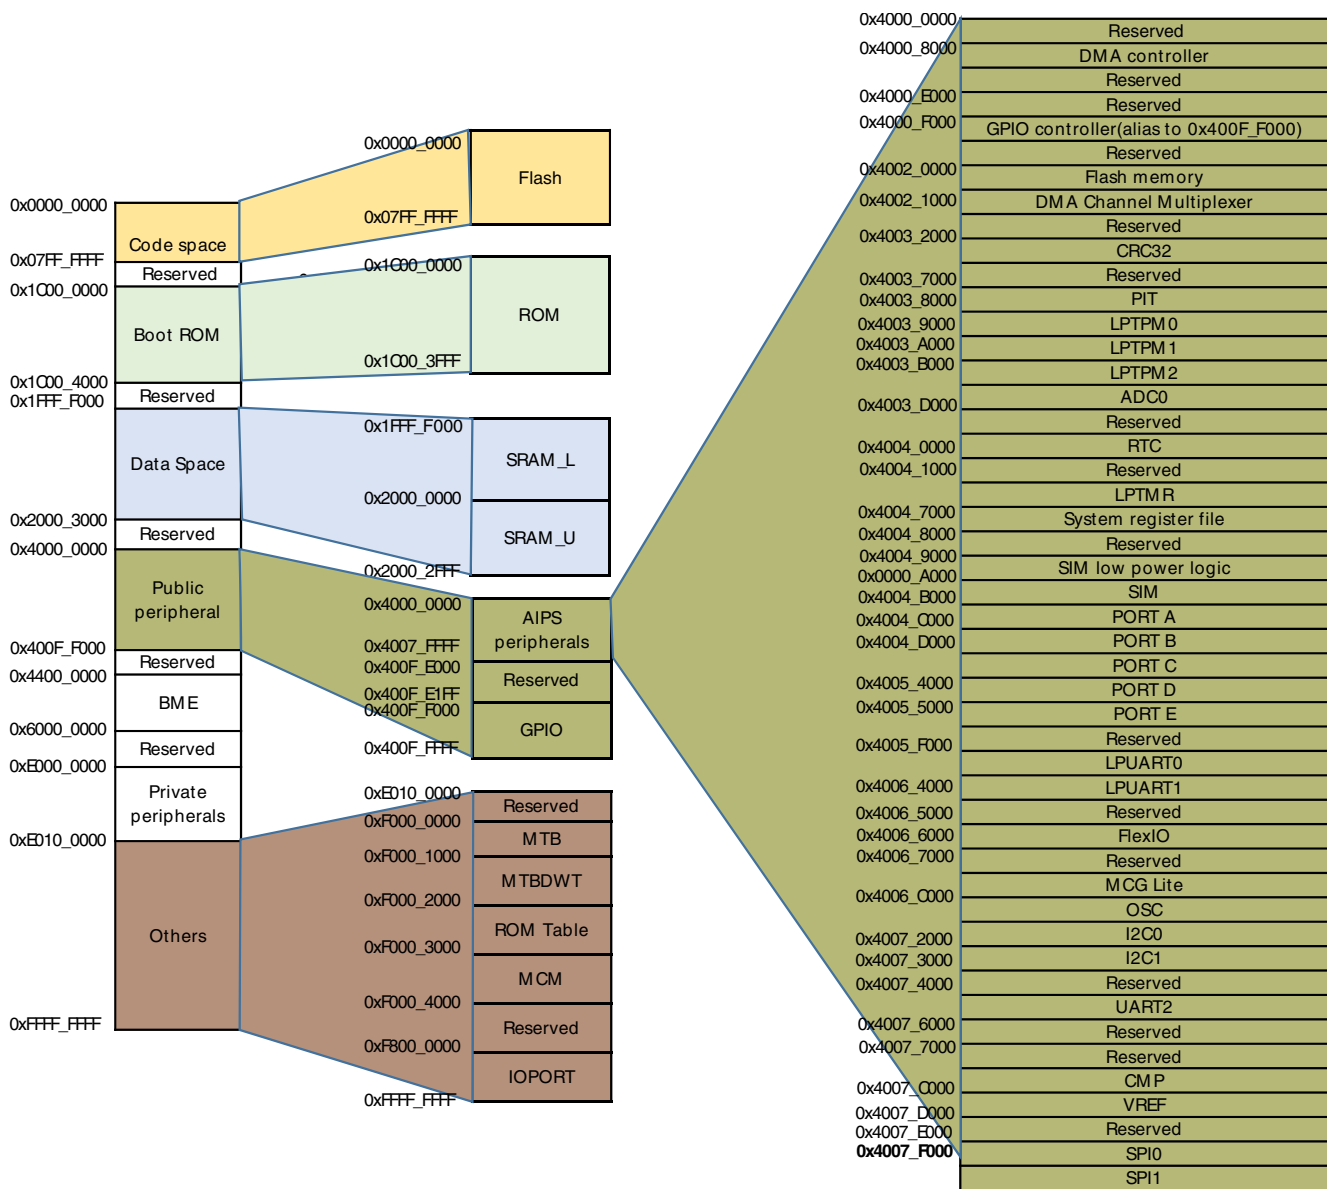 0x0000_0000
Code space
0x07FF_FFFF
Reserved
0x1C00_0000
Boot ROM
0x1C00_4000
Reserved
0x1FFF_F000
Data Space
0x2000_3000
Reserved
0x4000_0000
Public
peripheral
0x400F_F000
Reserved
0x4400_0000
BME
0x6000_0000
Reserved
0xE000_0000
Private
peripherals
0xE010_0000
Others
0xFFFF_FFFF
0x0000_0000
Flash
0x07FF_FFFF
0x1C00_0000
ROM
0x1C00_3FFF
0x1FFF_F000
SRAM_L
0x2000_0000
SRAM_U
0x2000_2FFF
0x4000_0000
AIPS
peripherals
0x4007_FFFF
0x400F_E000
Reserved
0x400F_E1FF
0x400F_F000
GPIO
0x400F_FFFF
0xE010_0000
Reserved
0xF000_0000
MTB
0xF000_1000
MTBDWT
0xF000_2000
ROM Table
0xF000_3000
MCM
0xF000_4000
Reserved
0xF800_0000
IOPORT
0xFFFF_FFFF
0x4000_0000
Reserved
0x4000_8000
DMA controller
Reserved
0x4000_E000
Reserved
0x4000_F000
GPIO controller(alias to 0x400F_F000)
Reserved
0x4002_0000
Flash memory
0x4002_1000
DMA Channel Multiplexer
Reserved
0x4003_2000
CRC32
Reserved
0x4003_7000
PIT
0x4003_8000
LPTPM0
0x4003_9000
LPTPM1
0x4003_A000
LPTPM2
0x4003_B000
ADC0
0x4003_D000
Reserved
RTC
0x4004_0000
Reserved
0x4004_1000
LPTMR
0x4004_7000
System register file
0x4004_8000
Reserved
0x4004_9000
SIM low power logic
0x0000_A000
SIM
0x4004_B000
PORT A
0x4004_C000
PORT B
0x4004_D000
PORT C
0x4005_4000
PORT D
0x4005_5000
PORT E
Reserved
0x4005_F000
LPUART0
0x4006_4000
LPUART1
0x4006_5000
Reserved
0x4006_6000
FlexIO
0x4006_7000
Reserved
MCG Lite
0x4006_C000
OSC
I2C0
0x4007_2000
I2C1
0x4007_3000
Reserved
0x4007_4000
UART2
0x4007_6000
Reserved
0x4007_7000
Reserved
CMP
0x4007_C000
VREF
0x4007_D000
Reserved
0x4007_E000
SPI0
0x4007_F000
SPI1